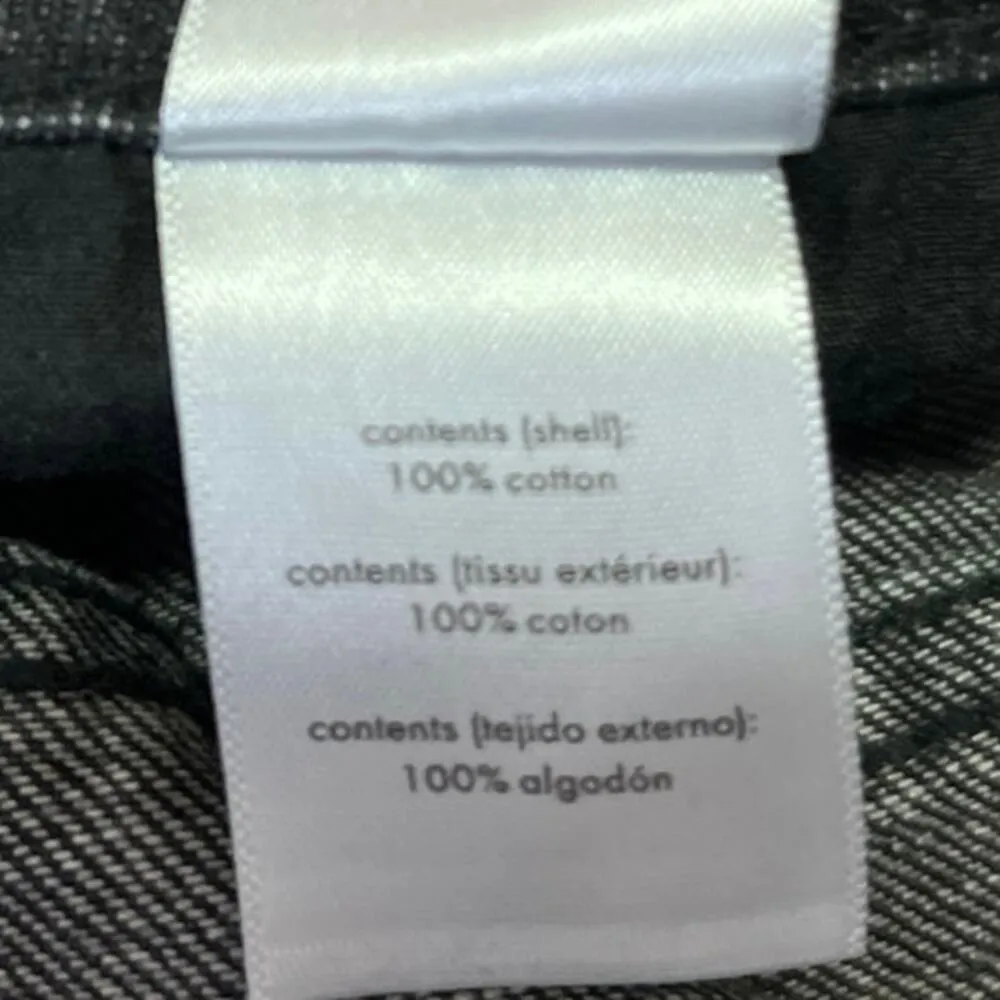 contents (shell):
100% cotton
contents (tissu extérieur):
100% coton
contents (tejido externo):
100% algodón